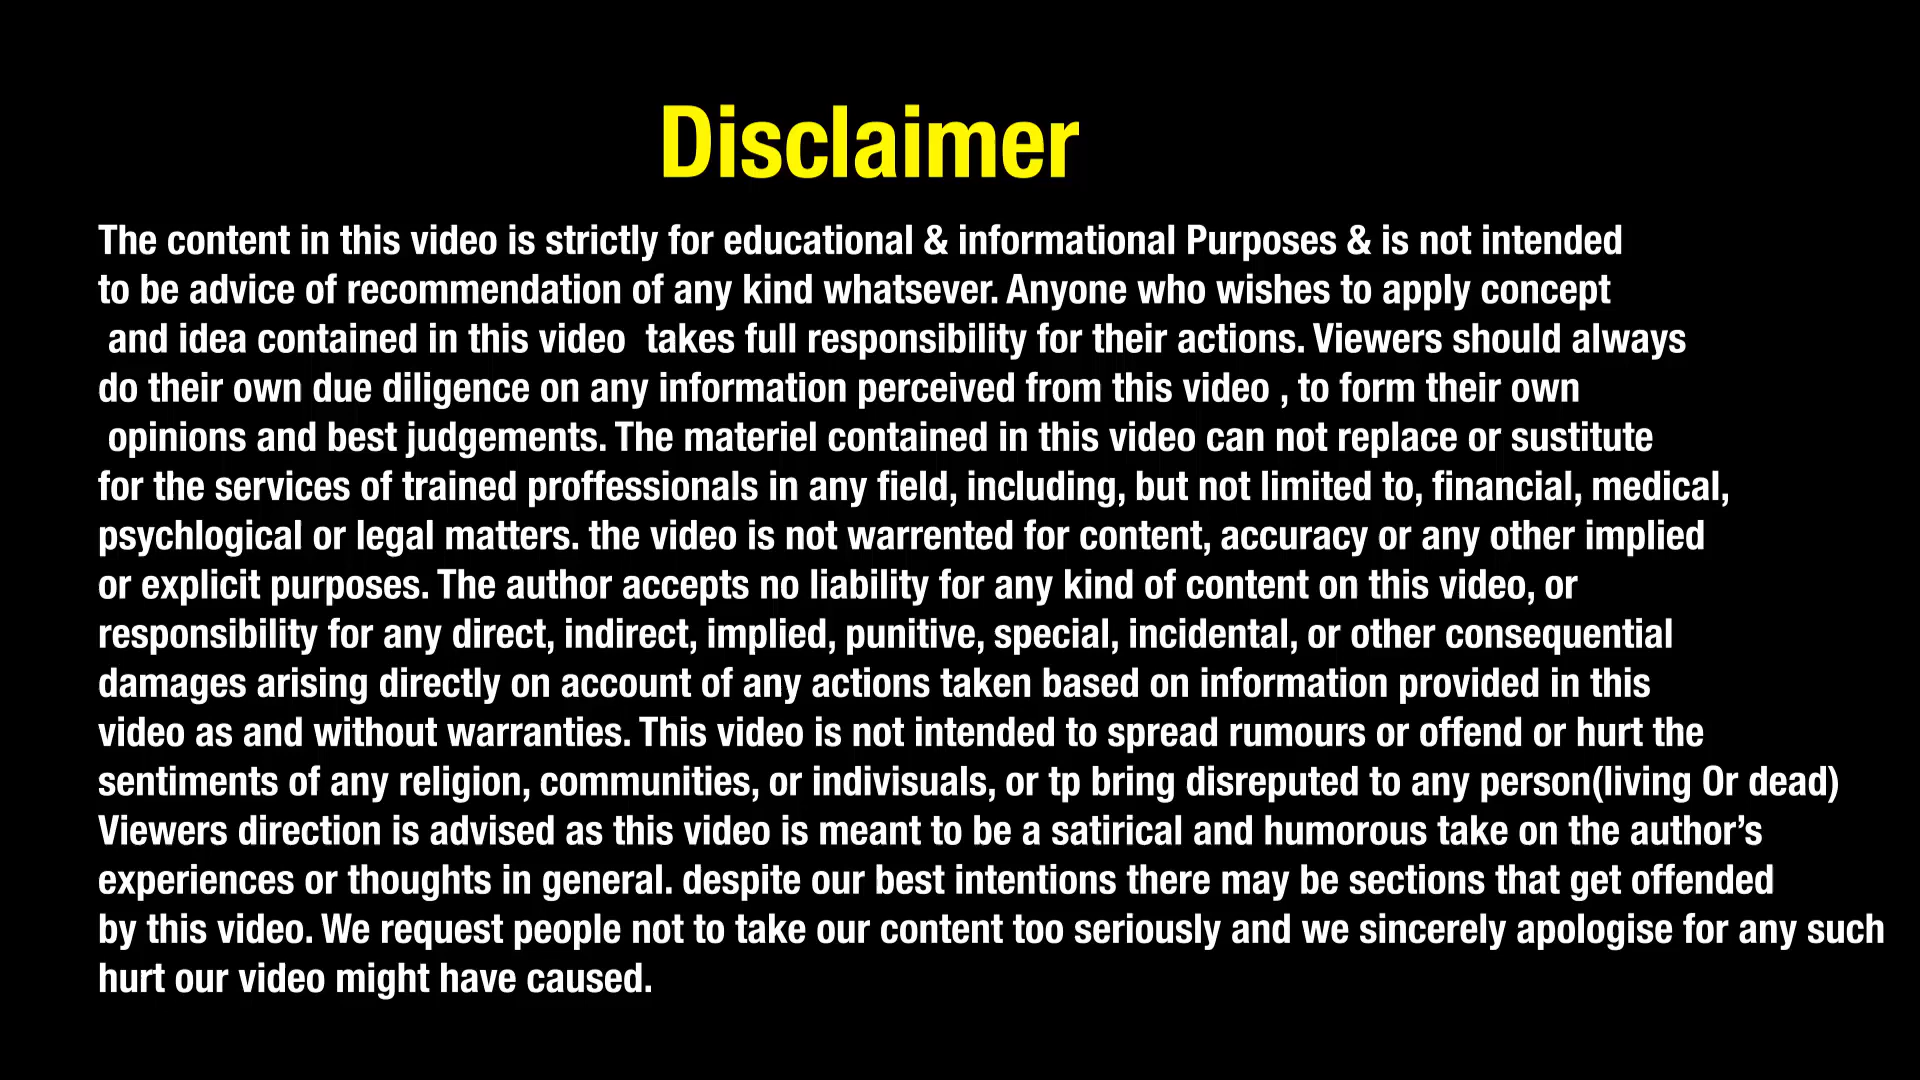 Disclaimer
The content in this video is strictly for educational & informational Purposes & is not intended
to be advice of recommendation of any kind whatsever. Anyone who wishes to apply concept
and idea contained in this video  takes full responsibility for their actions. Viewers should always
do their own due diligence on any information perceived from this video , to form their own
opinions and best judgements. The materiel contained in this video can not replace or sustitute
for the services of trained proffessionals in any field, including, but not limited to, financial, medical,
psychlogical or legal matters. the video is not warrented for content, accuracy or any other implied
or explicit purposes. The author accepts no liability for any kind of content on this video, or
responsibility for any direct, indirect, implied, punitive, special, incidental, or other consequential
damages arising directly on account of any actions taken based on information provided in this
video as and without warranties. This video is not intended to spread rumours or offend or hurt the
sentiments of any religion, communities, or indivisuals, or tp bring disreputed to any person(living Or dead)
Viewers direction is advised as this video is meant to be a satirical and humorous take on the author’s
experiences or thoughts in general. despite our best intentions there may be sections that get offended
by this video. We request people not to take our content too seriously and we sincerely apologise for any such
hurt our video might have caused.